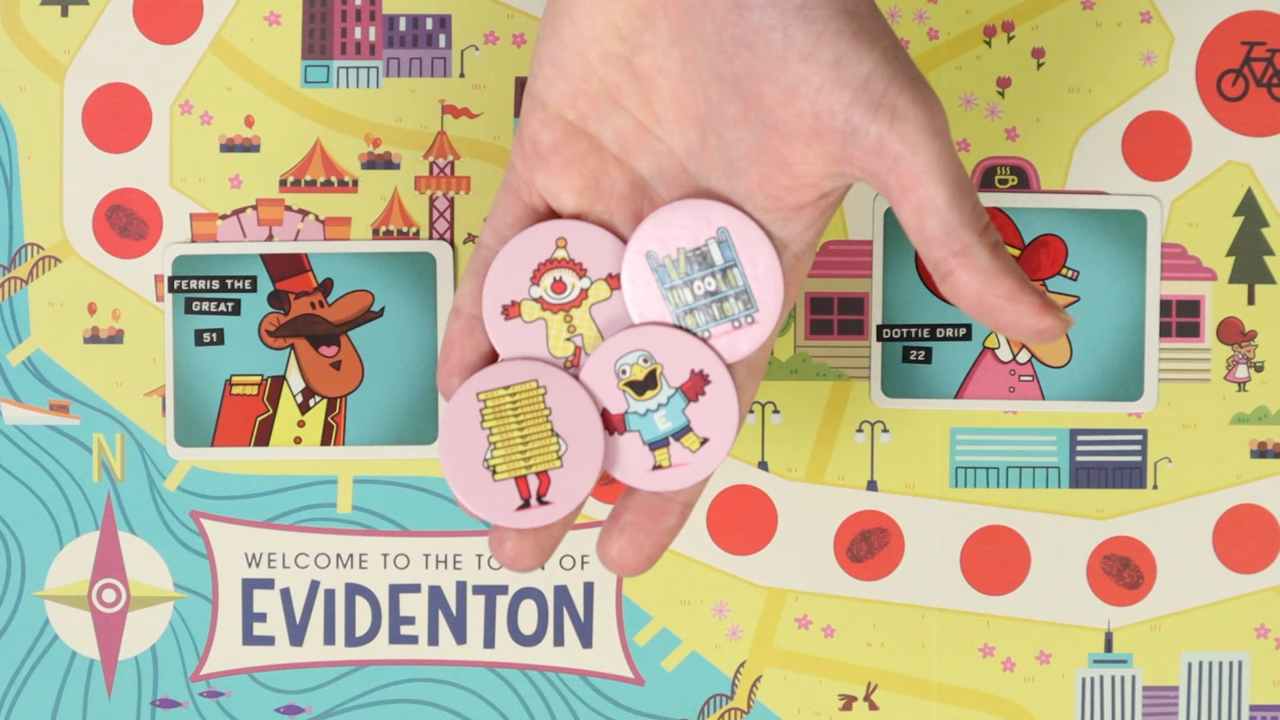 FERRIS THE
GREAT
51
DOTTIE DRIP
22
E
N
WELCOME TO THE TO N OF
EVIDENTON